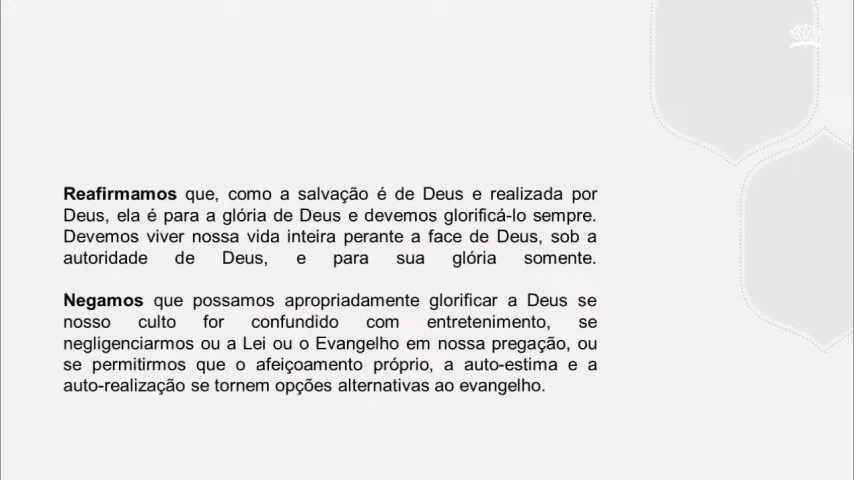 Reafirmamos que, como a salvação é de Deus e realizada por
Deus, ela é para a glória de Deus e devemos glorificá-lo sempre.
Devemos viver nossa vida inteira perante a face de Deus, sob a
autoridade de Deus, e para sua glória somente.
Negamos que possamos apropriadamente glorificar a Deus se
nosso culto for confundido com entretenimento, se
negligenciarmos ou a Lei ou o Evangelho em nossa pregação, ou
se permitirmos que o afeiçoamento próprio, a auto-estima e a
auto-realização se tornem opções alternativas ao evangelho.